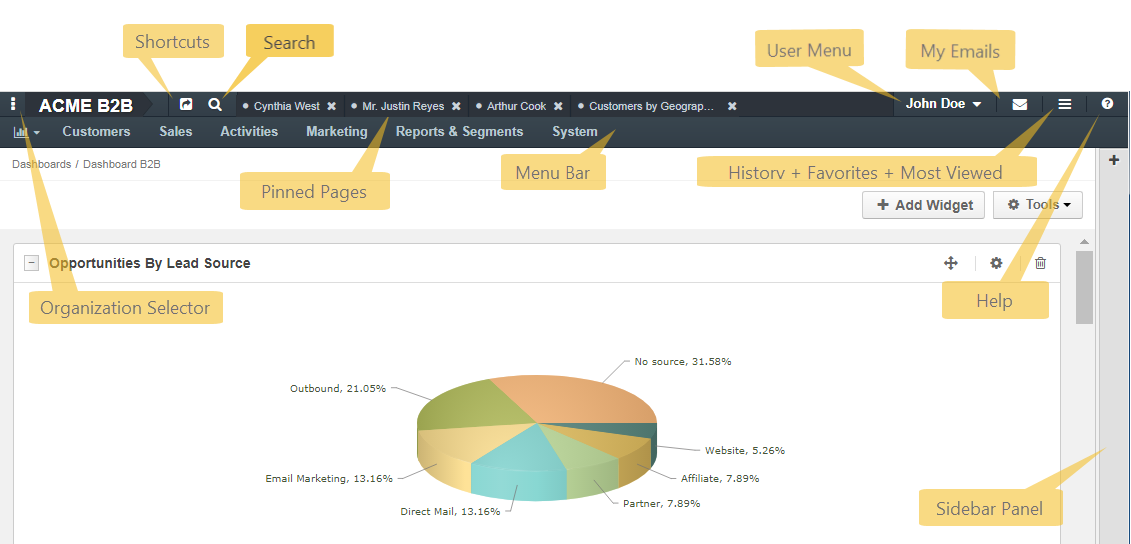 Shortcuts
Search
User Menu
My Emails
ACME B2B
Cynthia West
Mr. Justin Reyes
Arthur Cook
Customers by Geograp...
John Doe
Customers
Sales
Activities
Marketing
Reports & Segments
System
Dashboards / Dashboard B2B
Menu Bar
History + Favorites + Most Viewed
Pinned Pages
Add Widget
Tools
Opportunities By Lead Source
Organization Selector
Help
No source, 31.58%
Outbound, 21.05%
Website, 5.26%
Email Marketing, 13.16%
Affiliate, 7.89%
Partner, 7.89%
Direct Mail, 13.16%
Sidebar Panel